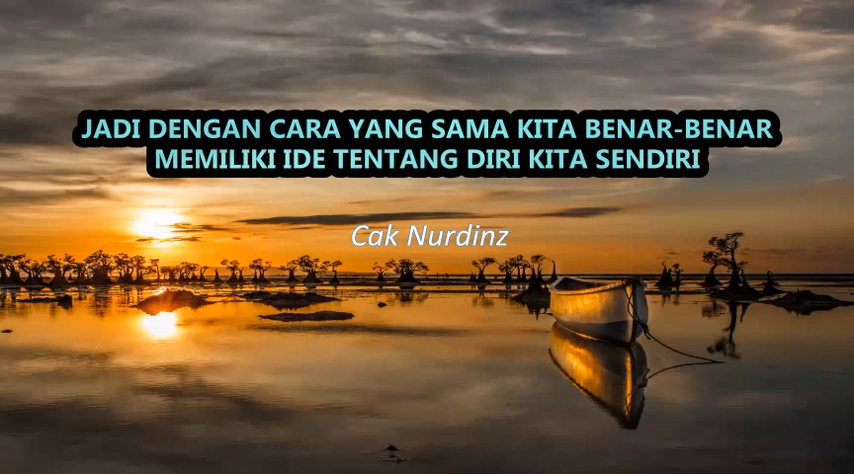 JADI DENGAN CARA YANG SAMA KITA BENAR-BENAR
MEMILIKI IDE TENTANG DIRI KITA SENDIRI
Cak Nurdinz